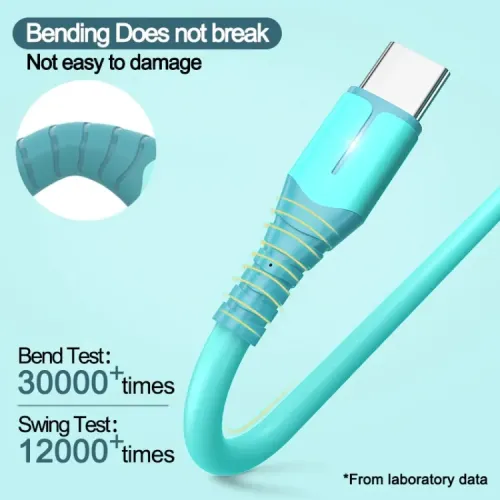 Bending Does not break
Not easy to damage
Bend Test:
30000+times
Swing Test:
12000+times
*From laboratory data